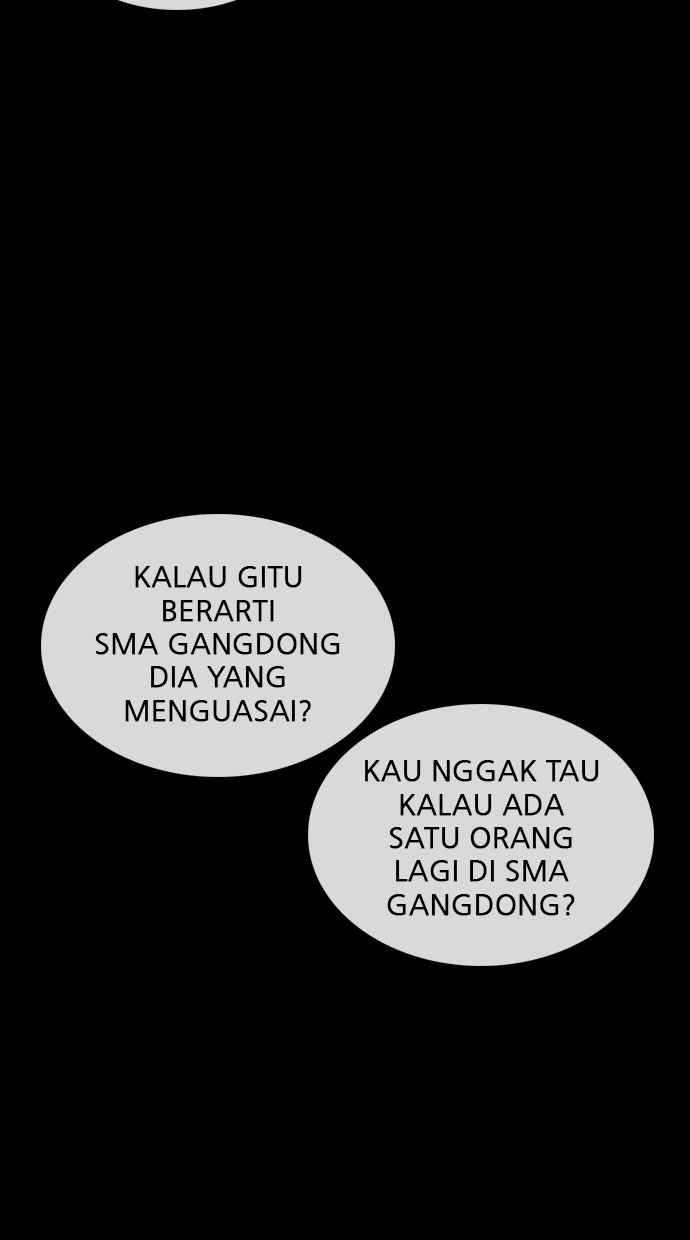 KALAU GITU
BERARTI
SMA GANGDONG
DIA YANG
MENGUASAI?
KAU NGGAK TAU
KALAU ADA
SATU ORANG
LAGI DI SMA
GANGDONG?